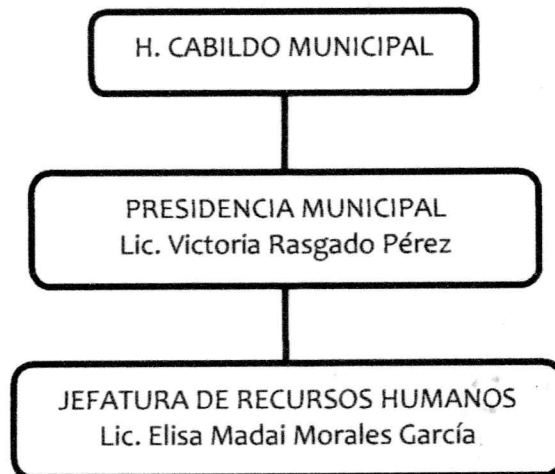 H. CABILDO MUNICIPAL
PRESIDENCIA MUNICIPAL
Lic. Victoria Rasgado Pérez
JEFATURA DE RECURSOS HUMANOS
Lic. Elisa Madai Morales García